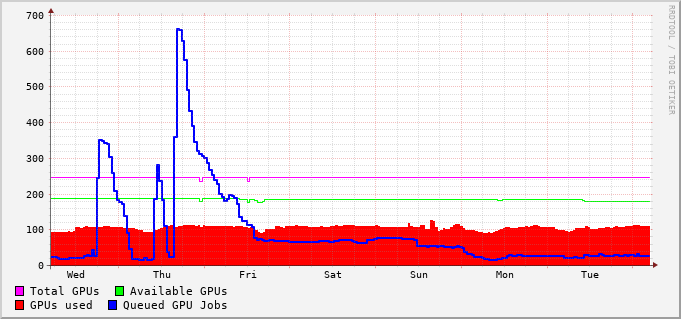 700
600
500
400
300
200
100
0
Wed Thu Fri Sat Sun Mon Tue
Total GPUs Available GPUs
GPUs used Queued GPU Jobs
RRDTOOL / TOBI OETIKER